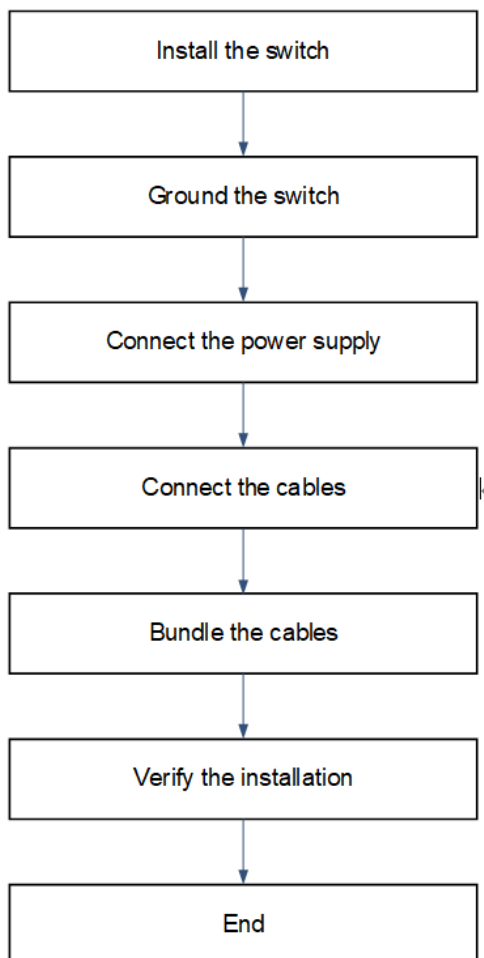 Install the switch
Ground the switch
Connect the power supply
Connect the cables
Bundle the cables
Verify the installation
End